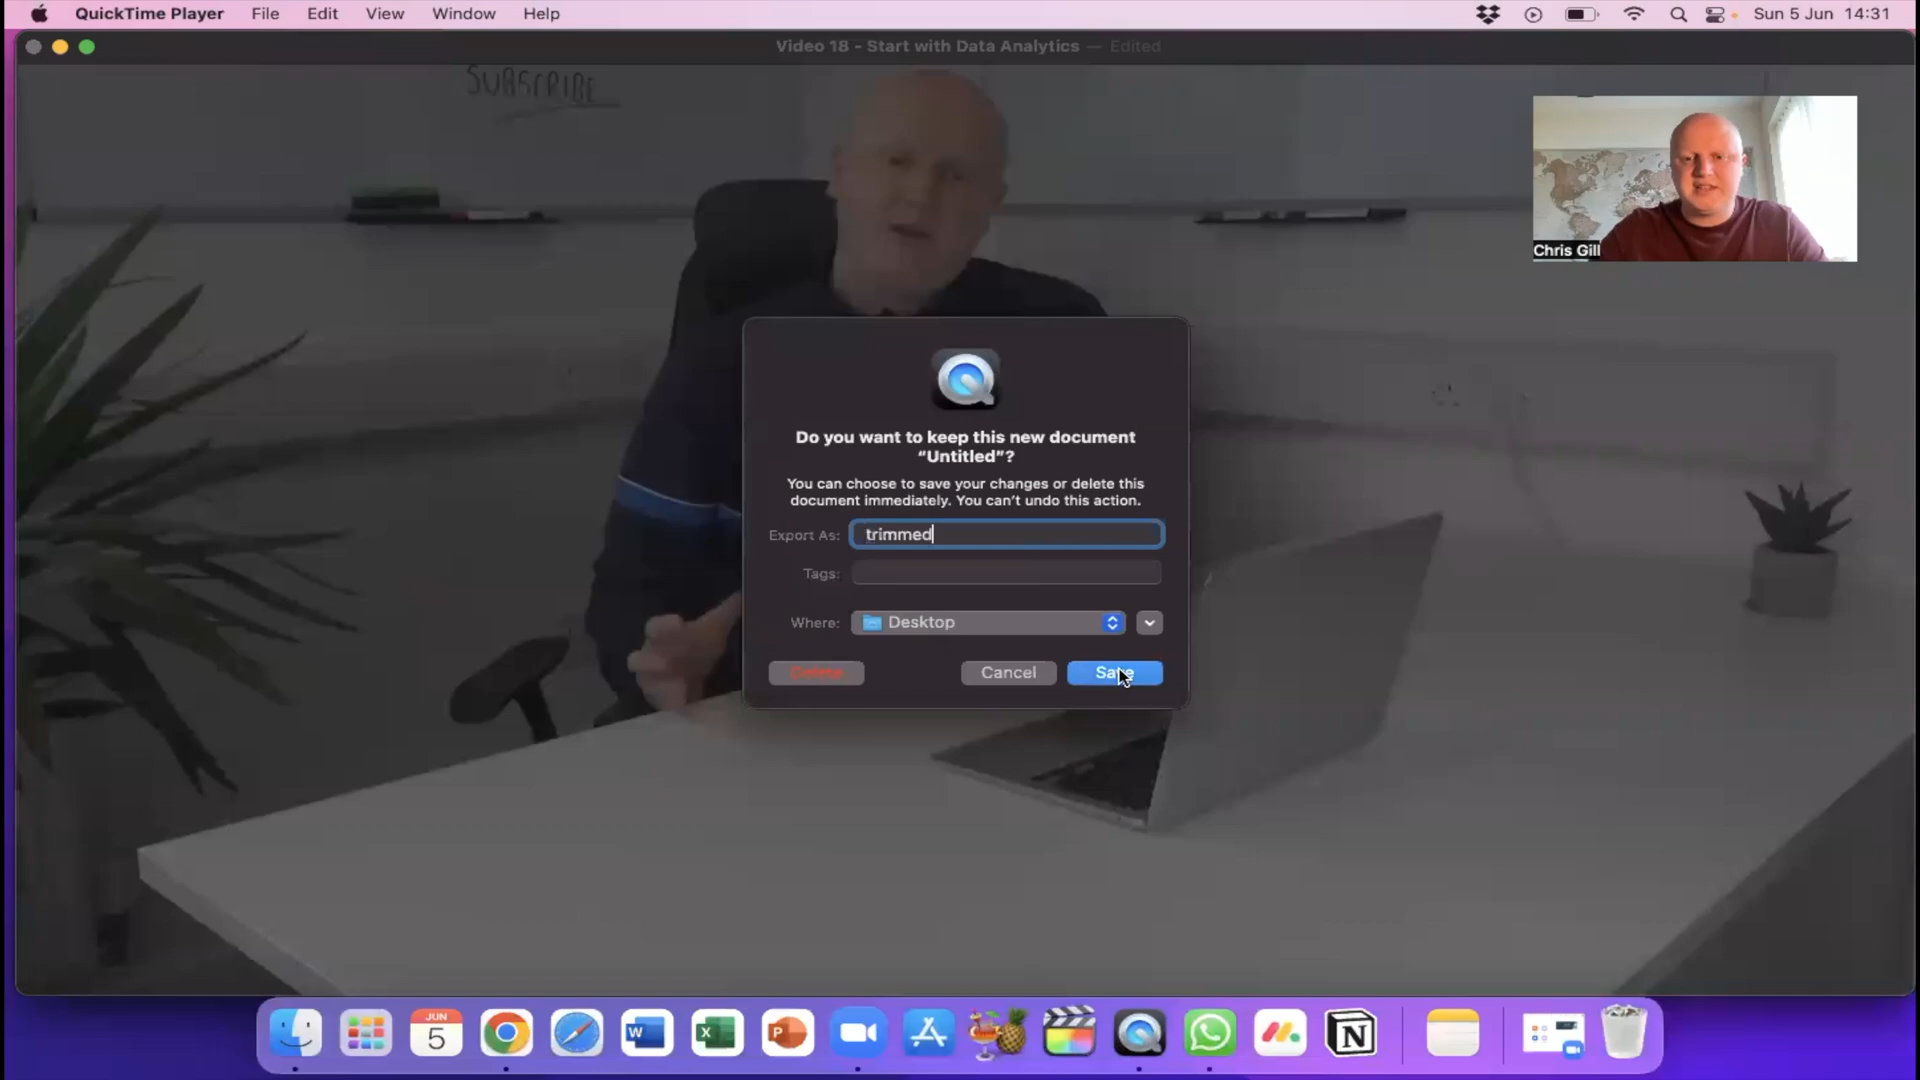 QuickTime Player File Edit View Window Help Sun 5 Jun 14:31
Video 18 - Start with Data Analytics — Edited
SUBSCRIBE
Chris Gill
Do you want to keep this new document
“Untitled”?
You can choose to save your changes or delete this
document immediately. You can’t undo this action.
Export As: trimmed
Tags:
Where: Desktop
Delete Cancel Save
JUN
5
W
X
P
N